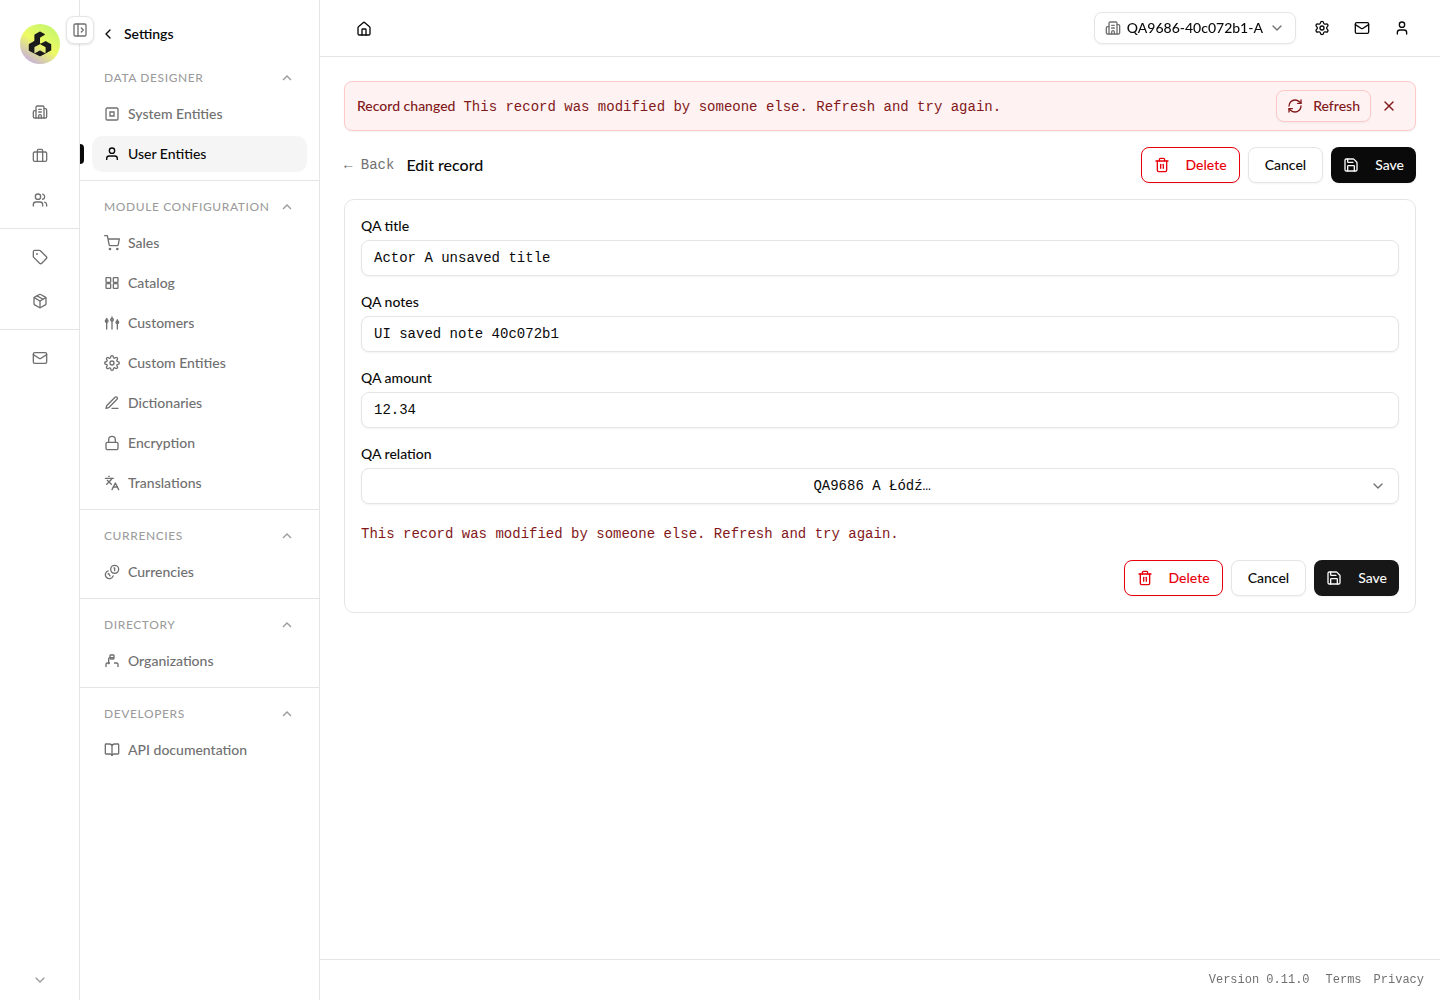 Settings
DATA DESIGNER
System Entities
User Entities
MODULE CONFIGURATION
Sales
Catalog
Customers
Custom Entities
Dictionaries
Encryption
Translations
CURRENCIES
Currencies
DIRECTORY
Organizations
DEVELOPERS
API documentation
QA9686-40c072b1-A
Record changed This record was modified by someone else. Refresh and try again.
Refresh
← Back Edit record
Delete Cancel Save
QA title
Actor A unsaved title
QA notes
UI saved note 40c072b1
QA amount
12.34
QA relation
QA9686 A Łódź…
This record was modified by someone else. Refresh and try again.
Delete Cancel Save
Version 0.11.0 Terms Privacy